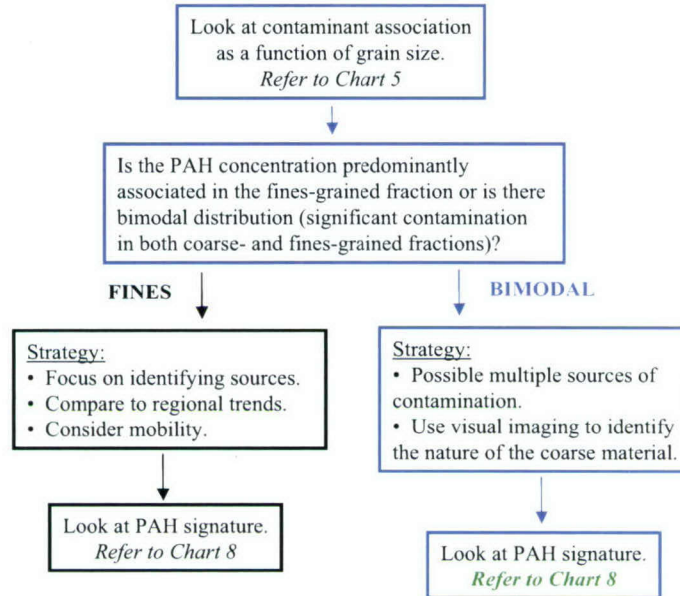 Look at contaminant association
as a function of grain size.
Refer to Chart 5
Is the PAH concentration predominantly
associated in the fines-grained fraction or is there
bimodal distribution (significant contamination
in both coarse- and fines-grained fractions)?
FINES
BIMODAL
Strategy:
• Focus on identifying sources.
• Compare to regional trends.
• Consider mobility.
Strategy:
• Possible multiple sources of
contamination.
• Use visual imaging to identify
the nature of the coarse material.
Look at PAH signature.
Refer to Chart 8
Look at PAH signature.
Refer to Chart 8